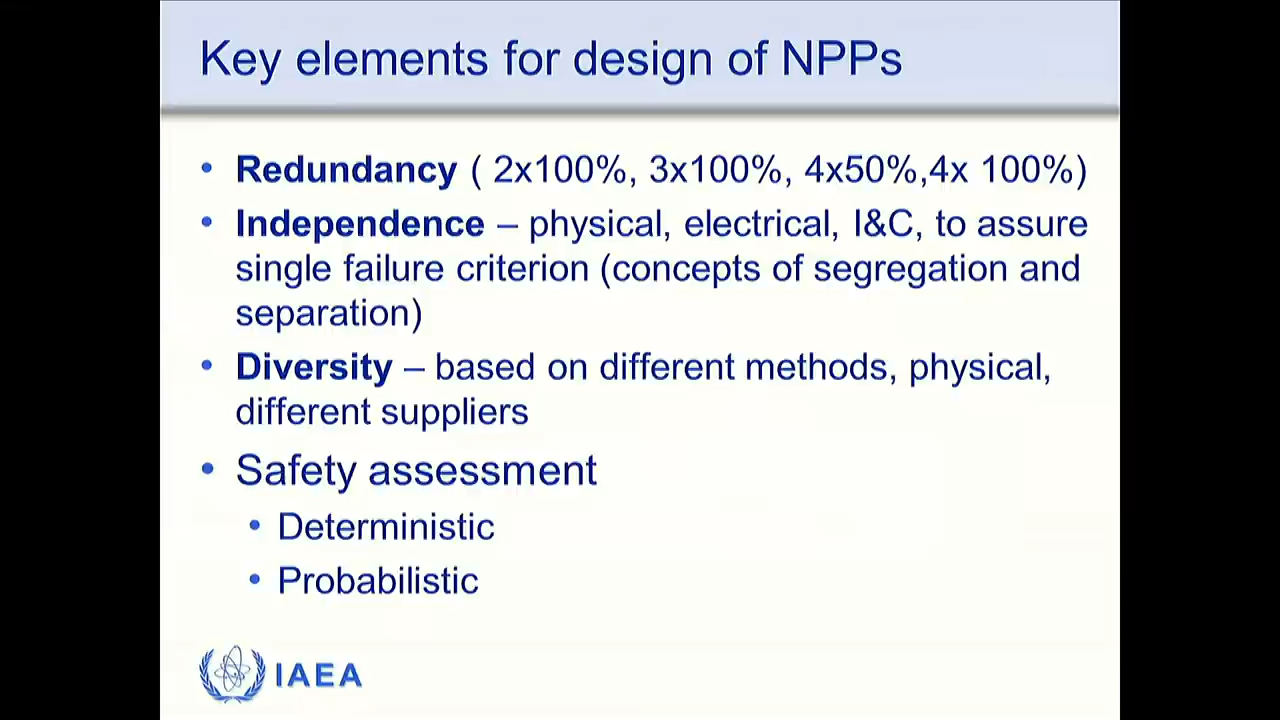 Key elements for design of NPPs
• Redundancy ( 2x100%, 3x100%, 4x50%,4x 100%)
• Independence – physical, electrical, I&C, to assure
single failure criterion (concepts of segregation and
separation)
• Diversity – based on different methods, physical,
different suppliers
• Safety assessment
• Deterministic
• Probabilistic
IAEA